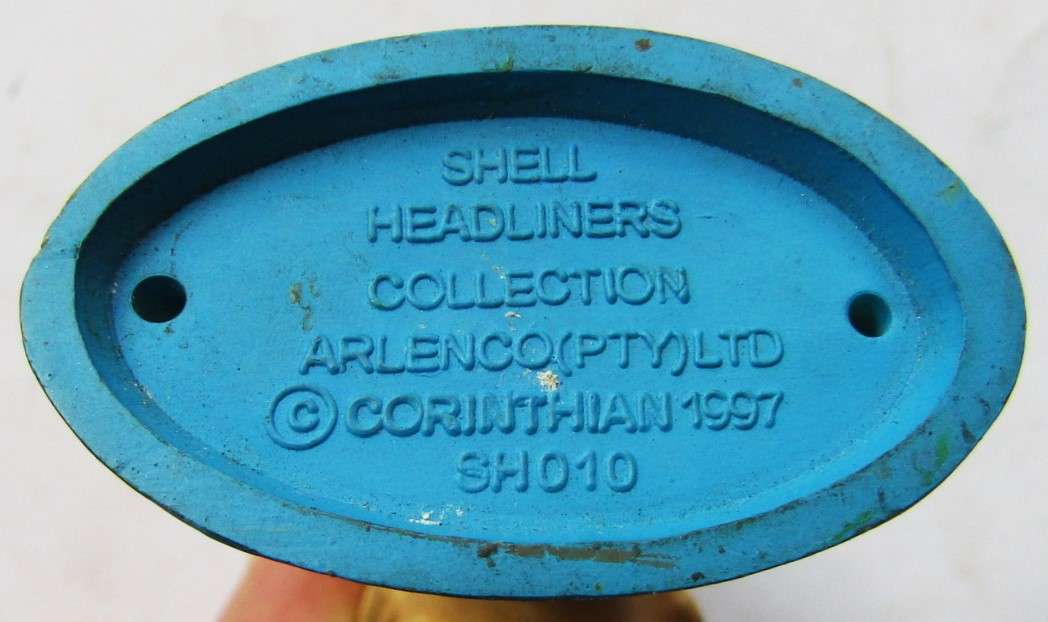 SHELL
HEADLINERS
COLLECTION
ARLENCO(PTY)LTD
©CORINTHIAN 1997
SH010